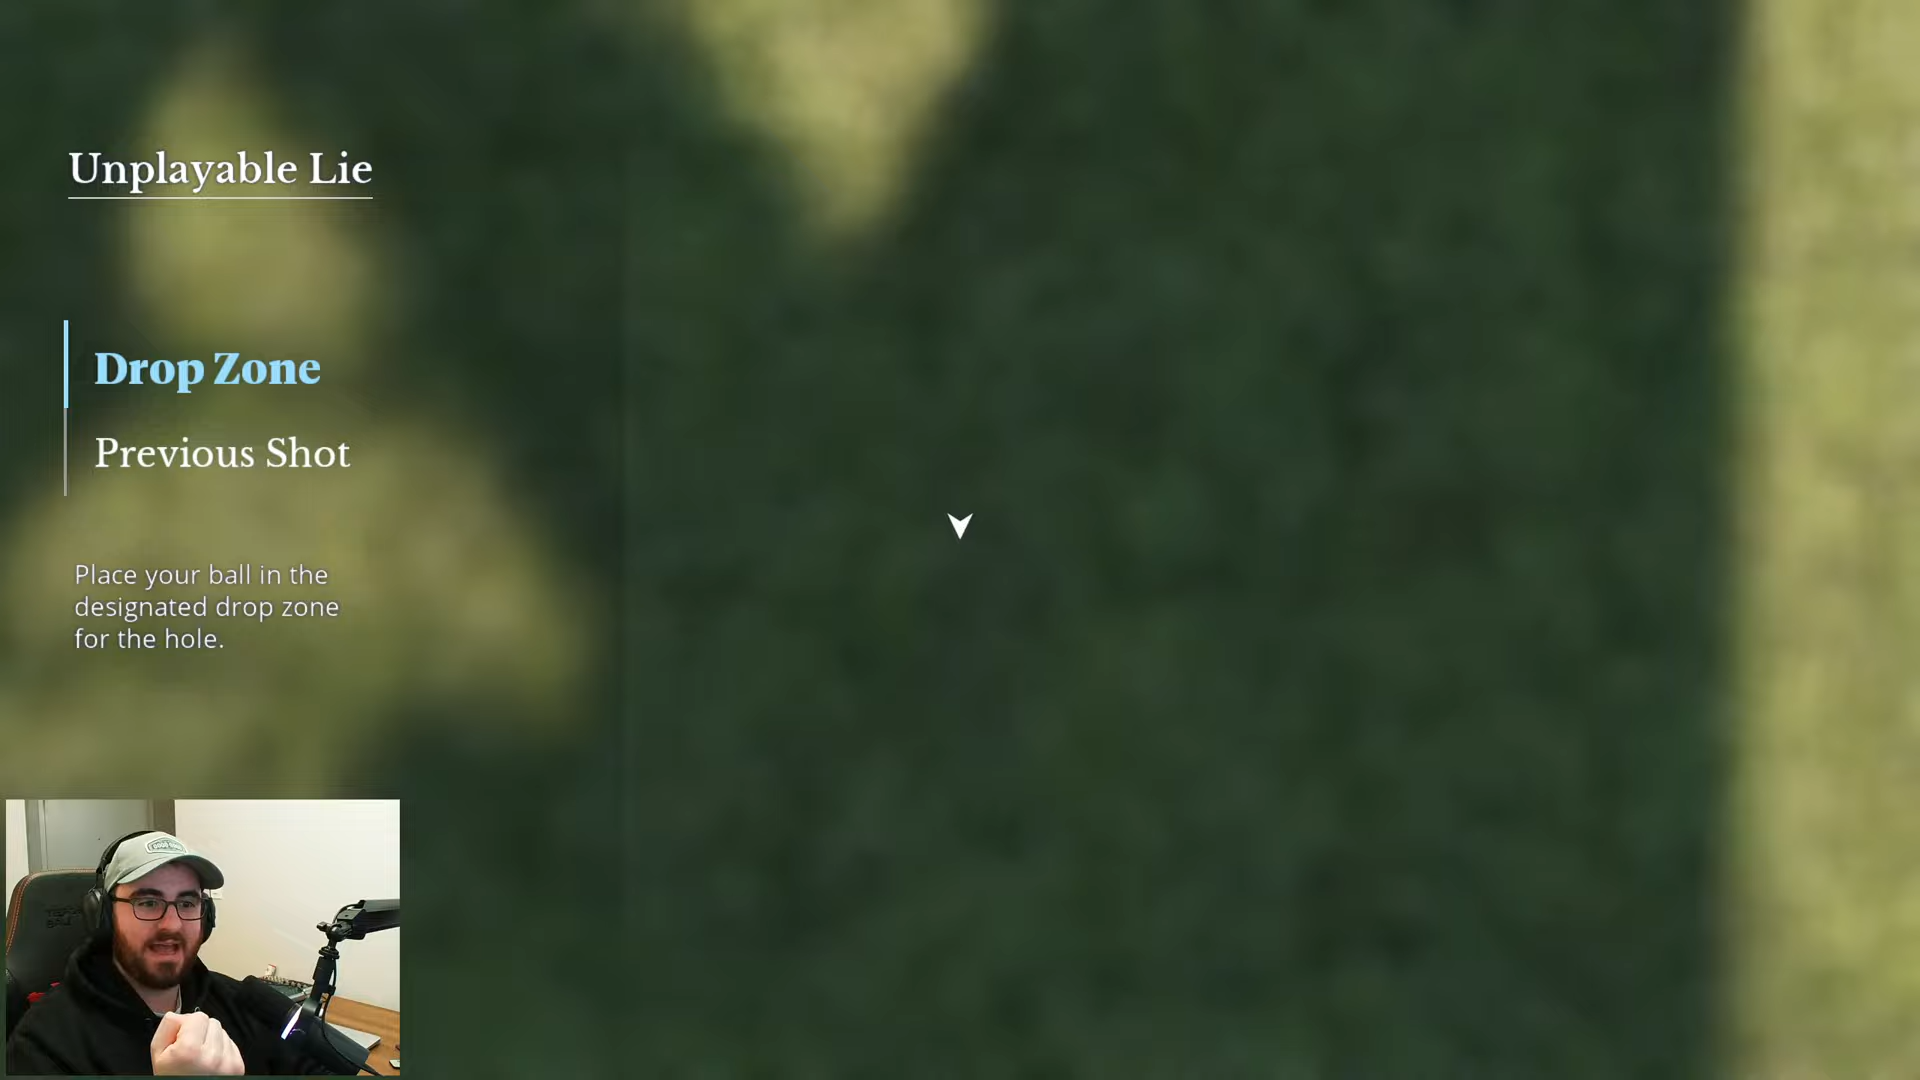 Unplayable Lie
Drop Zone
Previous Shot
Place your ball in the
designated drop zone
for the hole.